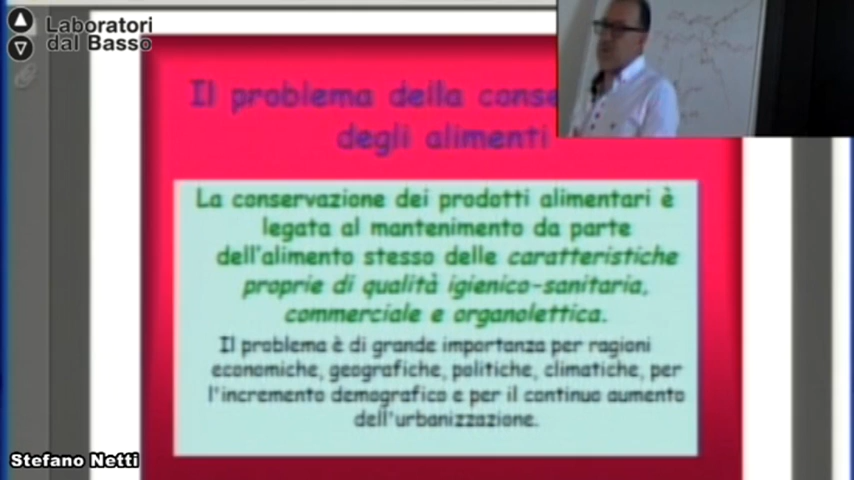 Laboratori
dal Basso
Il problema della conse
degli alimenti
La conservazione dei prodotti alimentari è
legata al mantenimento da parte
dell'alimento stesso delle caratteristiche
proprie di qualità igienico-sanitaria,
commerciale e organolettica.
Il problema è di grande importanza per ragioni
economiche, geografiche, politiche, climatiche, per
l'incremento demografico e per il continuo aumento
dell'urbanizzazione.
Stefano Netti